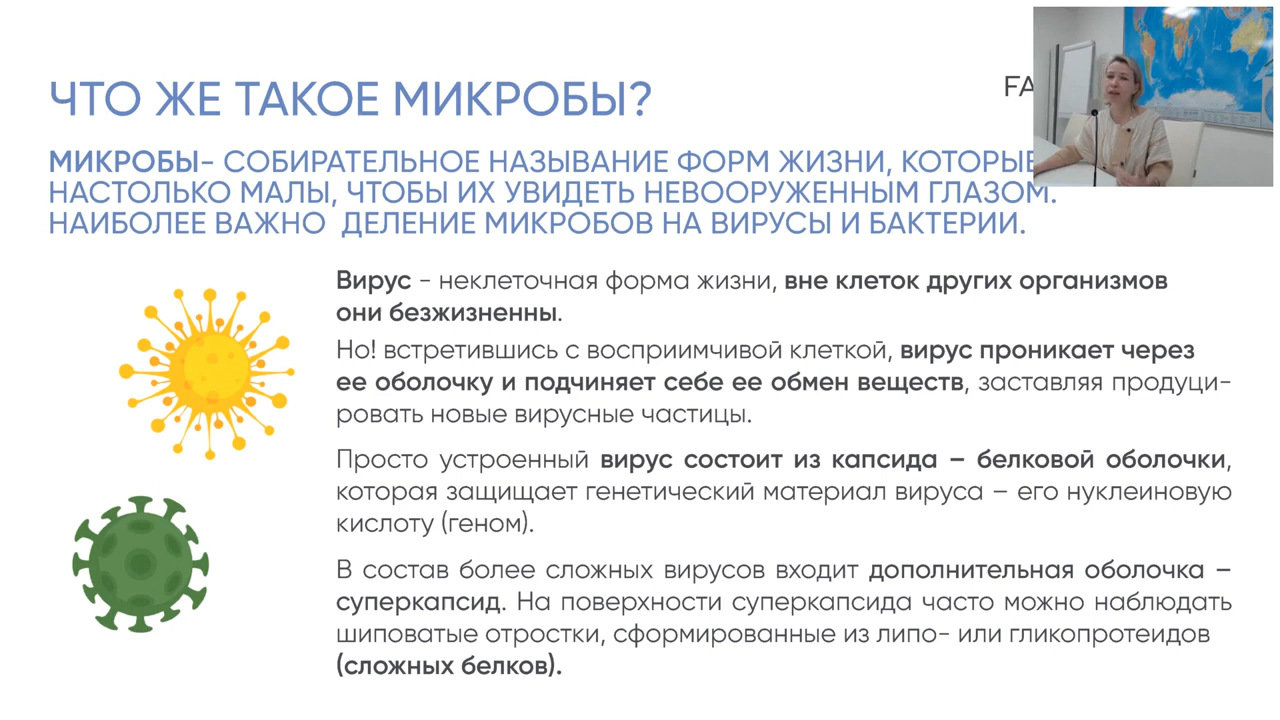 ЧТО ЖЕ ТАКОЕ МИКРОБЫ?
FA
МИКРОБЫ- СОБИРАТЕЛЬНОЕ НАЗЫВАНИЕ ФОРМ ЖИЗНИ, КОТОРЫЕ
НАСТОЛЬКО МАЛЫ, ЧТОБЫ ИХ УВИДЕТЬ НЕВООРУЖЕННЫМ ГЛАЗОМ.
НАИБОЛЕЕ ВАЖНО ДЕЛЕНИЕ МИКРОБОВ НА ВИРУСЫ И БАКТЕРИИ.
Вирус - неклеточная форма жизни, вне клеток других организмов
они безжизненны.
Но! встретившись с восприимчивой клеткой, вирус проникает через
ее оболочку и подчиняет себе ее обмен веществ, заставляя продуци-
ровать новые вирусные частицы.
Просто устроенный вирус состоит из капсида – белковой оболочки,
которая защищает генетический материал вируса – его нуклеиновую
кислоту (геном).
В состав более сложных вирусов входит дополнительная оболочка –
суперкапсид. На поверхности суперкапсида часто можно наблюдать
шиповатые отростки, сформированные из липо- или гликопротеидов
(сложных белков).